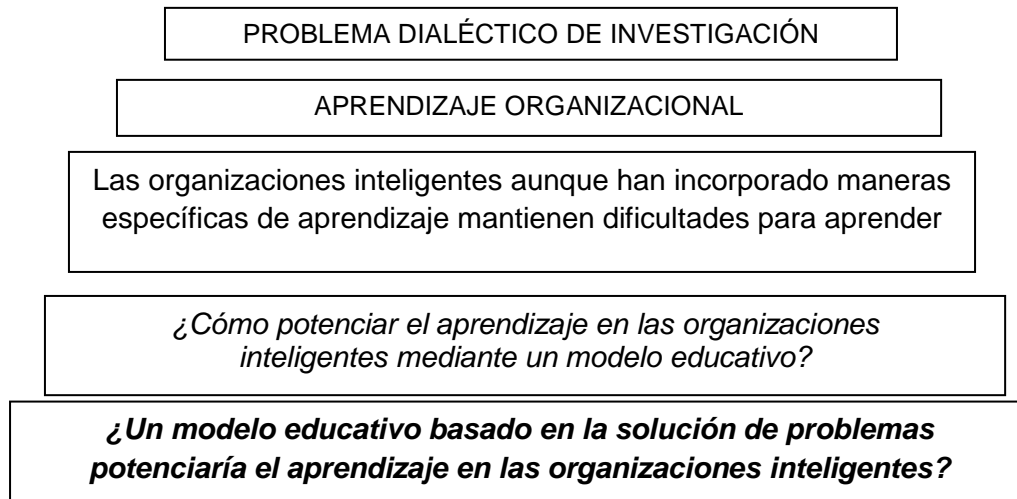 PROBLEMA DIALÉCTICO DE INVESTIGACIÓN
APRENDIZAJE ORGANIZACIONAL
Las organizaciones inteligentes aunque han incorporado maneras
específicas de aprendizaje mantienen dificultades para aprender
¿Cómo potenciar el aprendizaje en las organizaciones
inteligentes mediante un modelo educativo?
¿Un modelo educativo basado en la solución de problemas
potenciaría el aprendizaje en las organizaciones inteligentes?